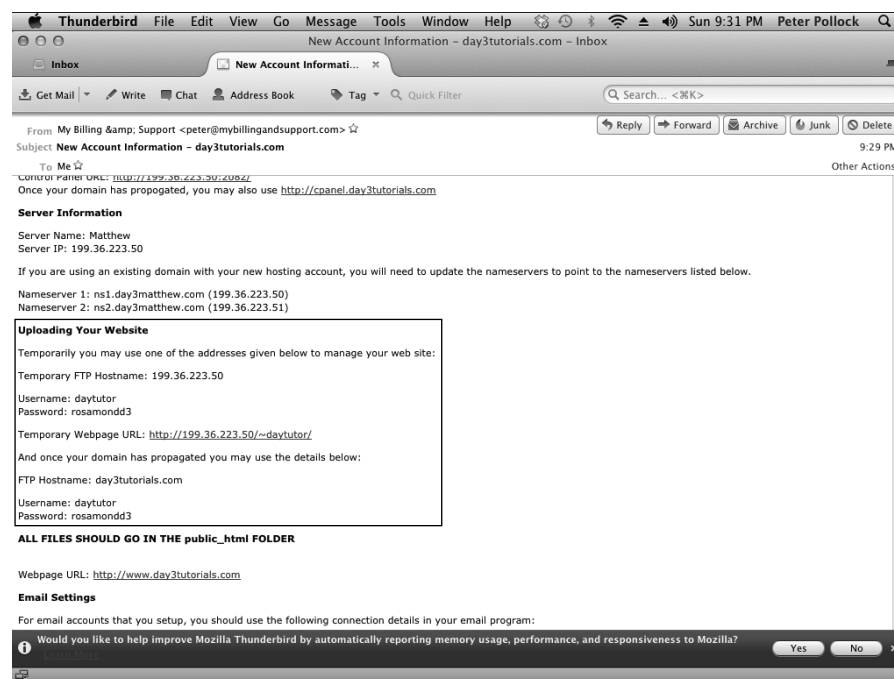 Thunderbird File Edit View Go Message Tools Window Help Sun 9:31 PM Peter Pollock
New Account Information – day3tutorials.com – Inbox
Inbox New Account Informati...
Get Mail Write Chat Address Book Tag Quick Filter Search... <⌘K>
From My Billing &amp; Support <peter@mybillingandsupport.com> Reply Forward Archive Junk Delete
Subject New Account Information – day3tutorials.com 9:29 PM
To Me Other Actions
Control Panel URL: http://199.36.223.50:2082/
Once your domain has propogated, you may also use http://cpanel.day3tutorials.com
Server Information
Server Name: Matthew
Server IP: 199.36.223.50
If you are using an existing domain with your new hosting account, you will need to update the nameservers to point to the nameservers listed below.
Nameserver 1: ns1.day3matthew.com (199.36.223.50)
Nameserver 2: ns2.day3matthew.com (199.36.223.51)
Uploading Your Website
Temporarily you may use one of the addresses given below to manage your web site:
Temporary FTP Hostname: 199.36.223.50
Username: daytutor
Password: rosamondd3
Temporary Webpage URL: http://199.36.223.50/~daytutor/
And once your domain has propagated you may use the details below:
FTP Hostname: day3tutorials.com
Username: daytutor
Password: rosamondd3
ALL FILES SHOULD GO IN THE public_html FOLDER
Webpage URL: http://www.day3tutorials.com
Email Settings
For email accounts that you setup, you should use the following connection details in your email program:
Would you like to help improve Mozilla Thunderbird by automatically reporting memory usage, performance, and responsiveness to Mozilla? Yes No
Learn More